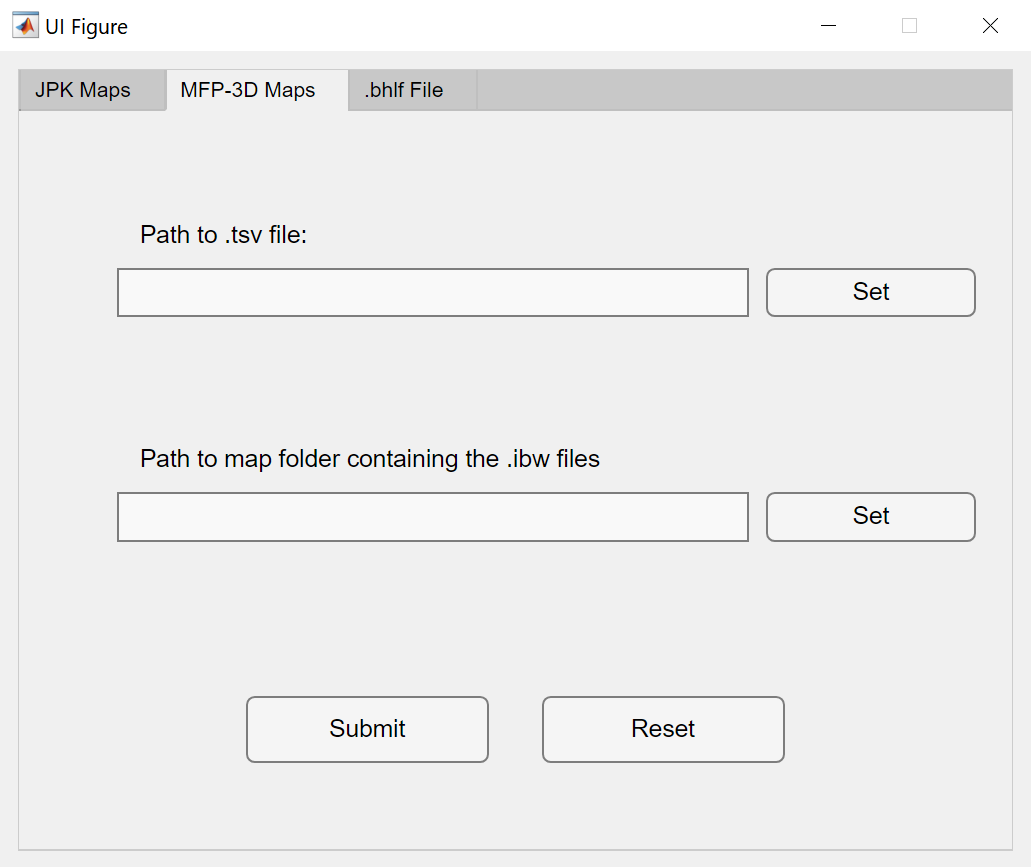 UI Figure
JPK Maps
MFP-3D Maps
.bhlf File
Path to .tsv file:
Set
Path to map folder containing the .ibw files
Set
Submit
Reset